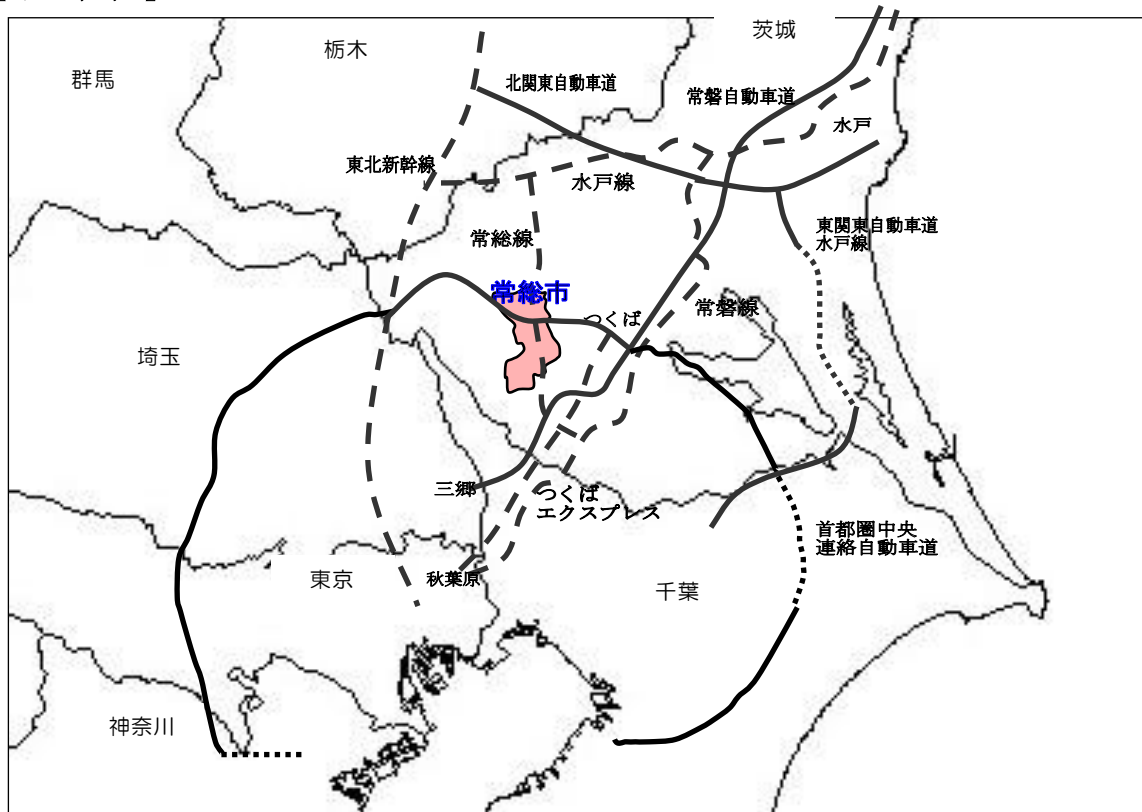 茨城
栃木
群馬
北関東自動車道
常磐自動車道
水戸
東北新幹線
水戸線
東関東自動車道
水戸線
常総線
常総市
つくば
常磐線
埼玉
三郷
つくば
エクスプレス
首都圏中央
連絡自動車道
東京
秋葉原
千葉
神奈川